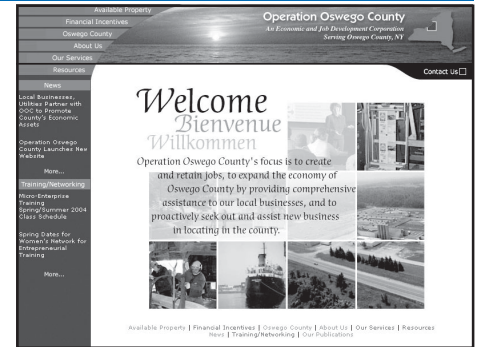 Available Property
Financial Incentives
Oswego County
About Us
Our Services
Resources
Operation Oswego County
An Economic and Job Development Corporation
Serving Oswego County, NY
Contact Us
News
Local Businesses,
Utilities Partner with
OOC to Promote
County's Economic
Assets
Operation Oswego
County Launches New
Website
More...
Training/Networking
Micro-Enterprise
Training
Spring/Summer 2004
Class Schedule
Spring Dates for
Women's Network for
Entrepreneurial
Training
More...
Welcome
Bienvenue
Willkommen
Operation Oswego County's focus is to create
and retain jobs, to expand the economy of
Oswego County by providing comprehensive
assistance to our local businesses, and to
proactively seek out and assist new business
in locating in the county.
Available Property | Financial Incentives | Oswego County | About Us | Our Services | Resources
News | Training/Networking | Our Publications